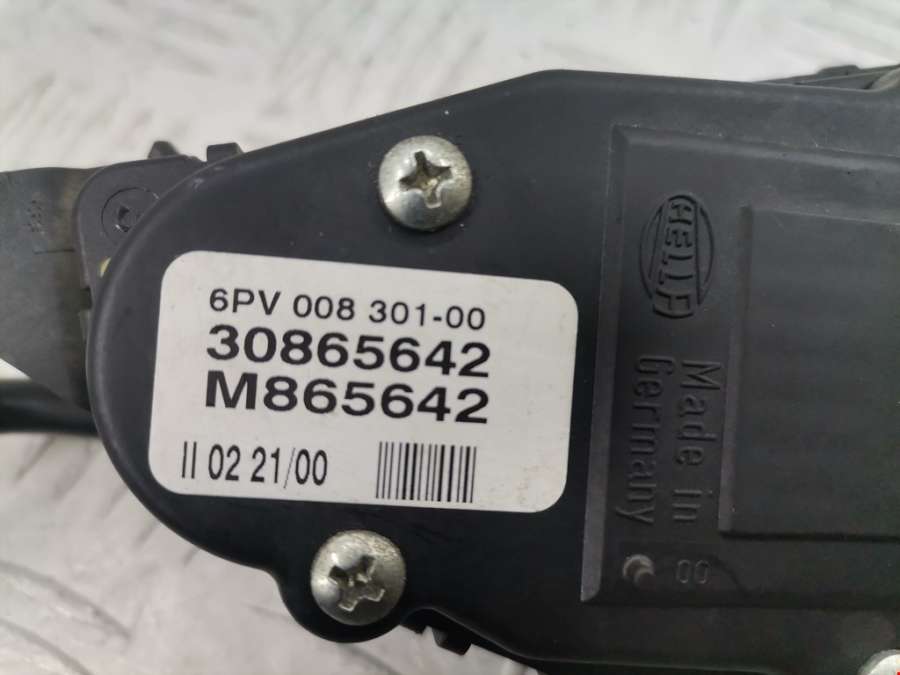 6PV 008 301-00
30865642
M865642
II 02 21/00
HELLA
Made in
Germany
00